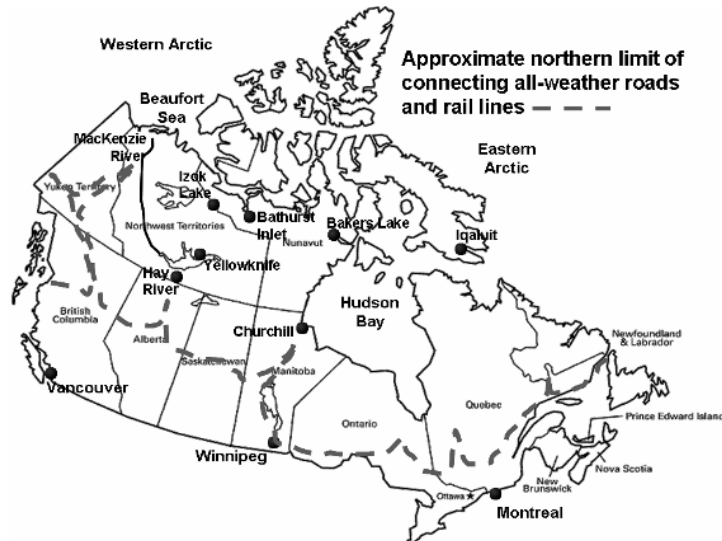 Western Arctic
Approximate northern limit of
connecting all-weather roads
and rail lines
Beaufort
Sea
MacKenzie
River
Eastern
Arctic
Yukon Territory
Izok
Lake
Bathurst
Inlet
Bakers Lake
Nunavut
Iqaluit
Northwest Territories
Yellowknife
Hay
River
Hudson
Bay
British
Columbia
Alberta
Churchill
Saskatchewan
Manitoba
Newfoundland
& Labrador
Vancouver
Ontario
Quebec
Prince Edward Island
Winnipeg
Nova Scotia
New
Brunswick
Ottawa
Montreal